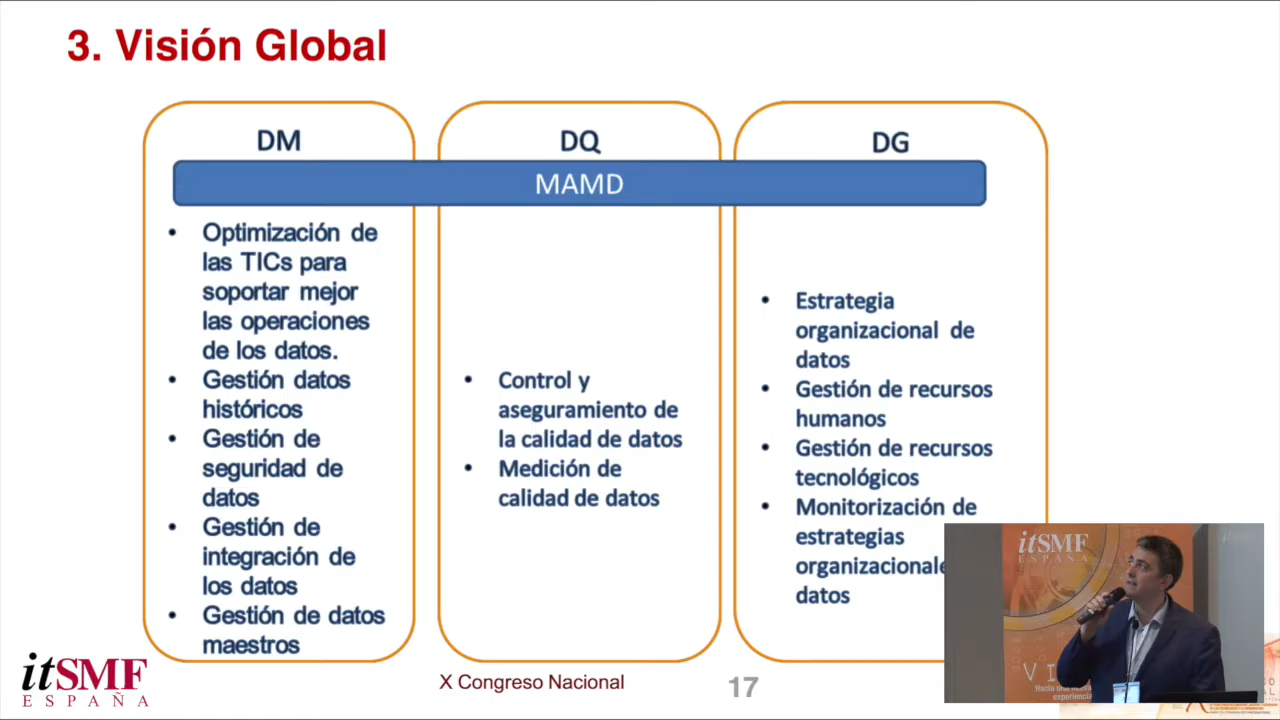 3. Visión Global
DM
DQ
DG
MAMD
• Optimización de
las TICs para
soportar mejor
las operaciones
de los datos.
• Gestión datos
históricos
• Gestión de
seguridad de
datos
• Gestión de
integración de
los datos
• Gestión de datos
maestros
• Control y
aseguramiento de
la calidad de datos
• Medición de
calidad de datos
• Estrategia
organizacional de
datos
• Gestión de recursos
humanos
• Gestión de recursos
tecnológicos
• Monitorización de
estrategias
organizacionale
datos
itSMF
ESPAÑA
X Congreso Nacional
17
itSMF
ESPAÑA